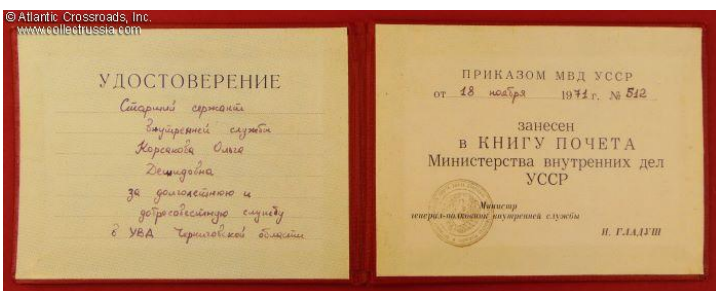 © Atlantic Crossroads, Inc.
www.collectrussia.com
УДОСТОВЕРЕНИЕ
Старший сержант
внутренней службы
Корсакова Ольга
Демидовна
за долголетнюю и
добросовестную службу
в УВД Черниговской области
ПРИКАЗОМ МВД УССР
от 18 ноября 1971 г. № 512
занесен
в КНИГУ ПОЧЕТА
Министерства внутренних дел
УССР
Министр
генерал-полковник внутренней службы
И. ГЛАДУШ